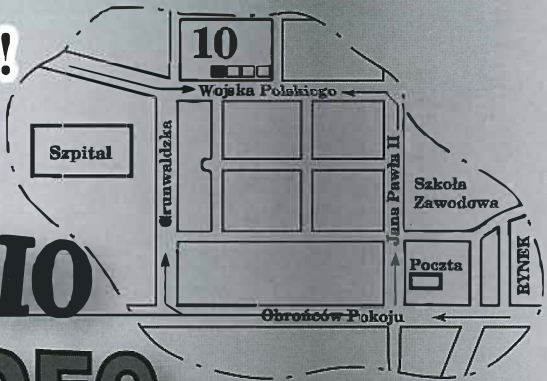 !
10
Wojska Polskiego
Szpital
Grunwaldzka
Jana Pawła II
Szkoła
Zawodowa
Poczta
RYNEK
Obrońców Pokoju
IO